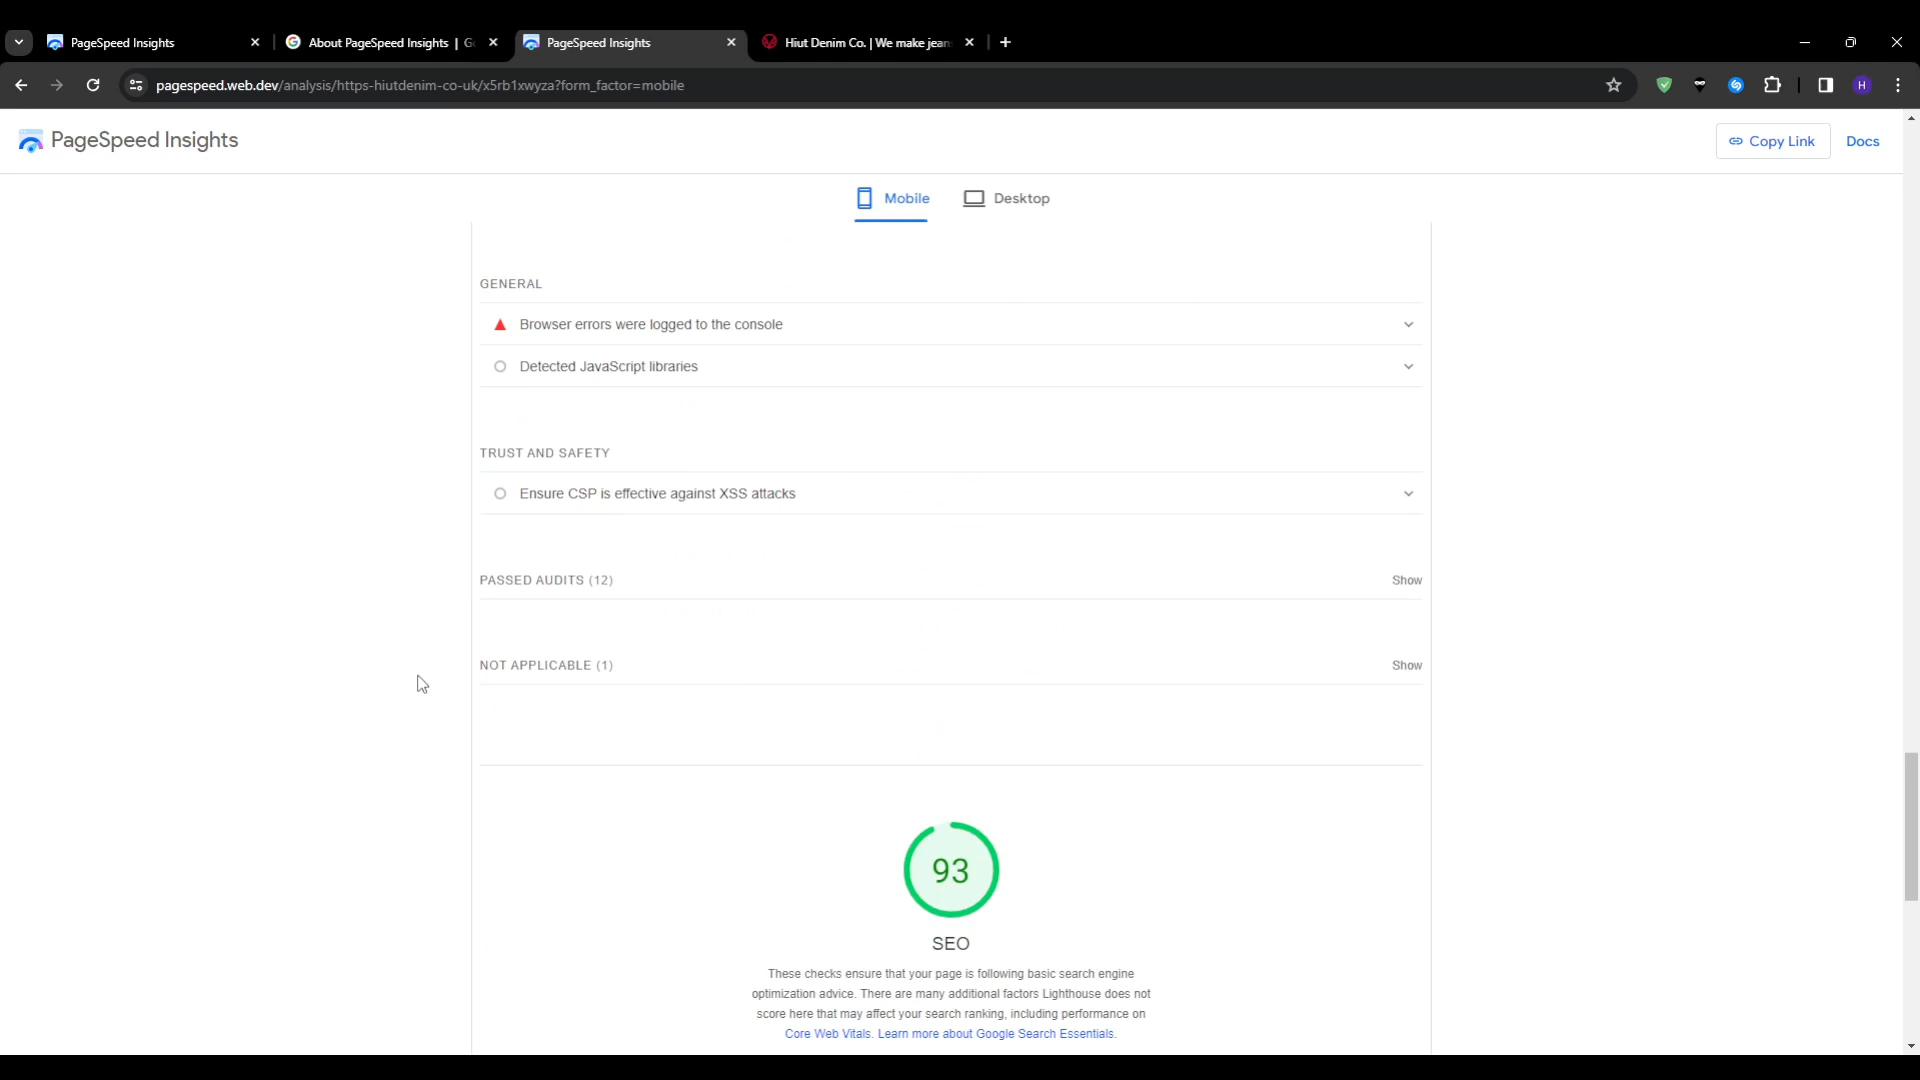 PageSpeed Insights
About PageSpeed Insights | G
PageSpeed Insights
Hiut Denim Co. | We make jean
pagespeed.web.dev/analysis/https-hiutdenim-co-uk/x5rb1xwyza?form_factor=mobile
H
PageSpeed Insights
Copy Link
Docs
Mobile
Desktop
GENERAL
Browser errors were logged to the console
Detected JavaScript libraries
TRUST AND SAFETY
Ensure CSP is effective against XSS attacks
PASSED AUDITS (12)
Show
NOT APPLICABLE (1)
Show
93
SEO
These checks ensure that your page is following basic search engine
optimization advice. There are many additional factors Lighthouse does not
score here that may affect your search ranking, including performance on
Core Web Vitals. Learn more about Google Search Essentials.